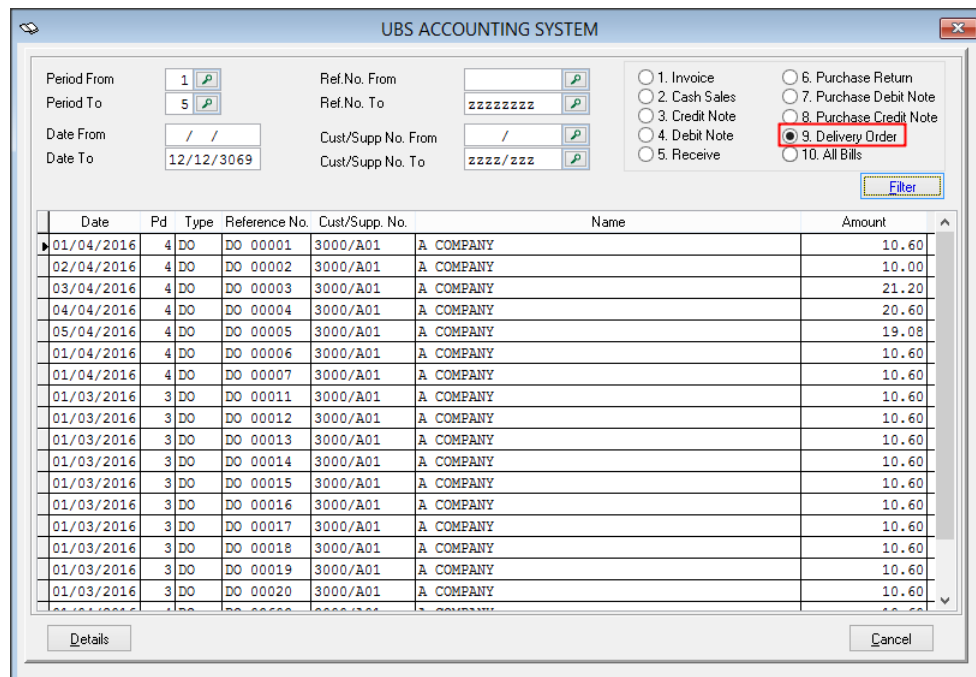 UBS ACCOUNTING SYSTEM
Period From 1 Ref.No. From 1. Invoice 6. Purchase Return
Period To 5 Ref.No. To zzzzzzzz 2. Cash Sales 7. Purchase Debit Note
3. Credit Note 8. Purchase Credit Note
Date From / / Cust/Supp No. From / 4. Debit Note 9. Delivery Order
Date To 12/12/3069 Cust/Supp No. To zzzz/zzz 5. Receive 10. All Bills
Filter
Date Pd Type Reference No. Cust/Supp. No. Name Amount
01/04/2016 4 DO DO 00001 3000/A01 A COMPANY 10.60
02/04/2016 4 DO DO 00002 3000/A01 A COMPANY 10.00
03/04/2016 4 DO DO 00003 3000/A01 A COMPANY 21.20
04/04/2016 4 DO DO 00004 3000/A01 A COMPANY 20.60
05/04/2016 4 DO DO 00005 3000/A01 A COMPANY 19.08
01/04/2016 4 DO DO 00006 3000/A01 A COMPANY 10.60
01/04/2016 4 DO DO 00007 3000/A01 A COMPANY 10.60
01/03/2016 3 DO DO 00011 3000/A01 A COMPANY 10.60
01/03/2016 3 DO DO 00012 3000/A01 A COMPANY 10.60
01/03/2016 3 DO DO 00013 3000/A01 A COMPANY 10.60
01/03/2016 3 DO DO 00014 3000/A01 A COMPANY 10.60
01/03/2016 3 DO DO 00015 3000/A01 A COMPANY 10.60
01/03/2016 3 DO DO 00016 3000/A01 A COMPANY 10.60
01/03/2016 3 DO DO 00017 3000/A01 A COMPANY 10.60
01/03/2016 3 DO DO 00018 3000/A01 A COMPANY 10.60
01/03/2016 3 DO DO 00019 3000/A01 A COMPANY 10.60
01/03/2016 3 DO DO 00020 3000/A01 A COMPANY 10.60
Details Cancel